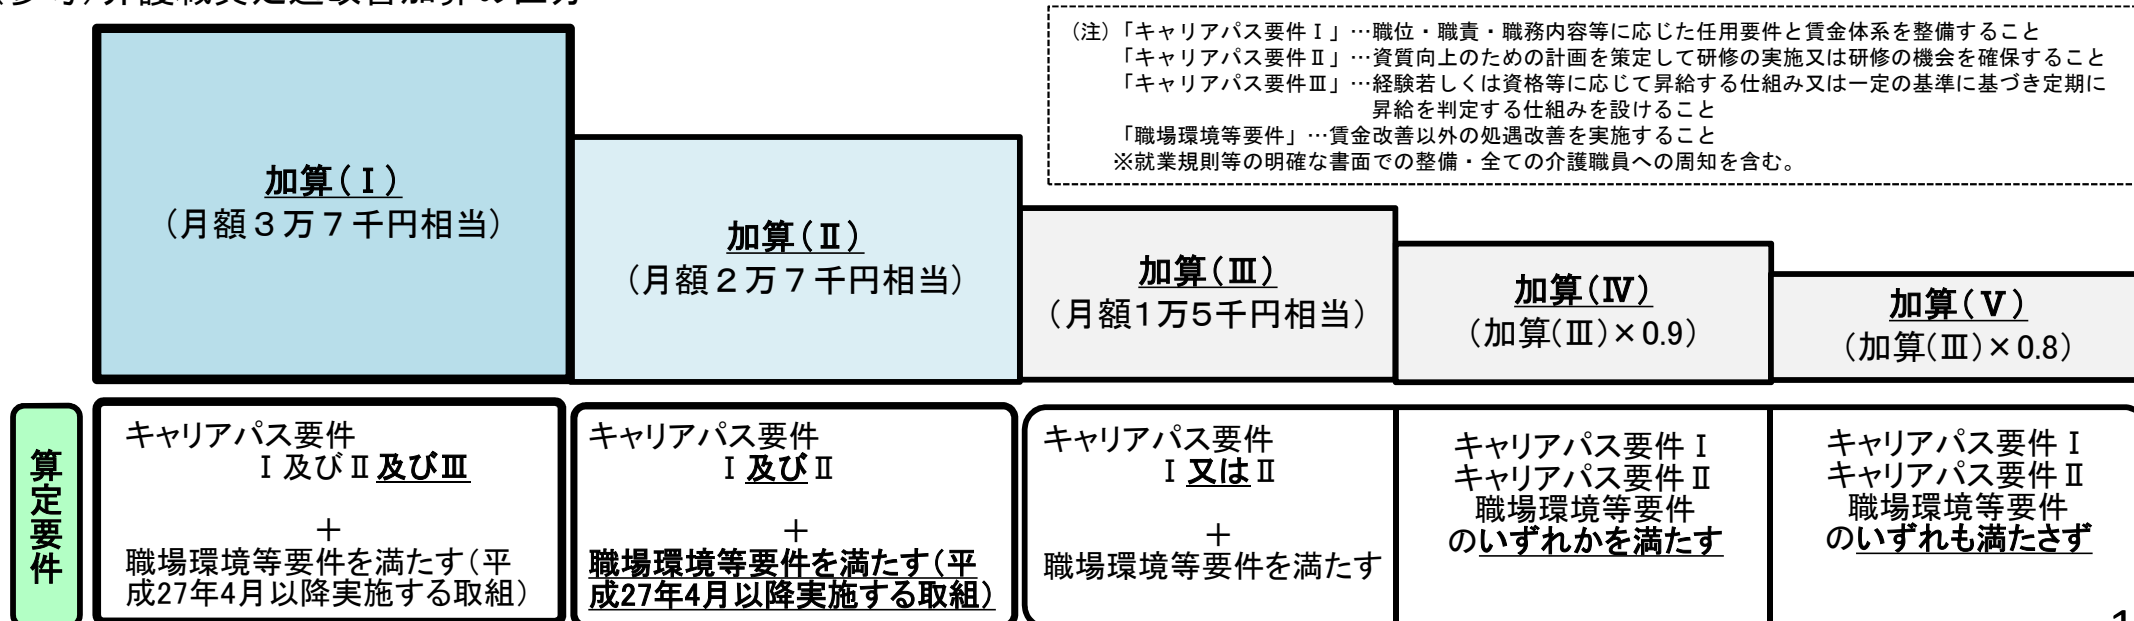 (参考)介護職員処遇改善加算の区分
（注）「キャリアパス要件Ⅰ」…職位・職責・職務内容等に応じた任用要件と賃金体系を整備すること
「キャリアパス要件Ⅱ」…資質向上のための計画を策定して研修の実施又は研修の機会を確保すること
「キャリアパス要件Ⅲ」…経験若しくは資格等に応じて昇給する仕組み又は一定の基準に基づき定期に
昇給を判定する仕組みを設けること
「職場環境等要件」…賃金改善以外の処遇改善を実施すること
※就業規則等の明確な書面での整備・全ての介護職員への周知を含む。
加算(Ⅰ)
（月額３万７千円相当）
加算(Ⅱ)
（月額２万７千円相当）
加算(Ⅲ)
（月額1万5千円相当）
加算(Ⅳ)
（加算(Ⅲ)×0.9）
加算(Ⅴ)
（加算(Ⅲ)×0.8）
算定要件
キャリアパス要件
Ⅰ及びⅡ及びⅢ
＋
職場環境等要件を満たす（平
成27年4月以降実施する取組）
キャリアパス要件
Ⅰ及びⅡ
＋
職場環境等要件を満たす（平
成27年4月以降実施する取組）
キャリアパス要件
Ⅰ又はⅡ
＋
職場環境等要件を満たす
キャリアパス要件Ⅰ
キャリアパス要件Ⅱ
職場環境等要件
のいずれかを満たす
キャリアパス要件Ⅰ
キャリアパス要件Ⅱ
職場環境等要件
のいずれも満たさず